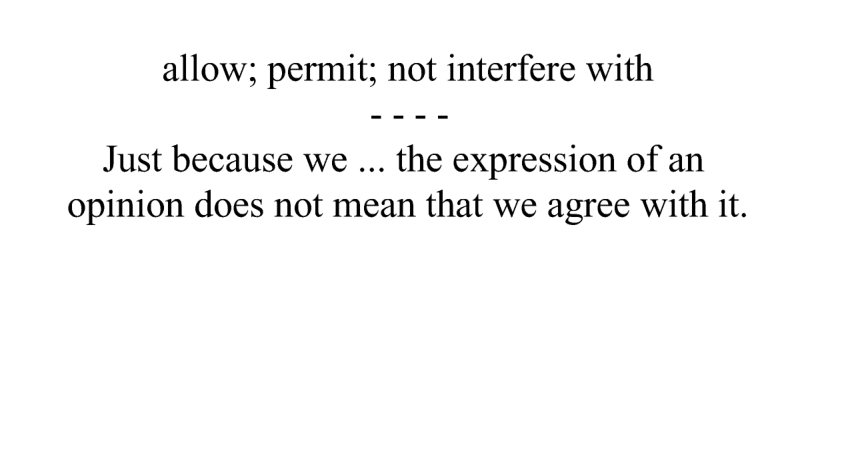 allow; permit; not interfere with
- - - -
Just because we ... the expression of an
opinion does not mean that we agree with it.